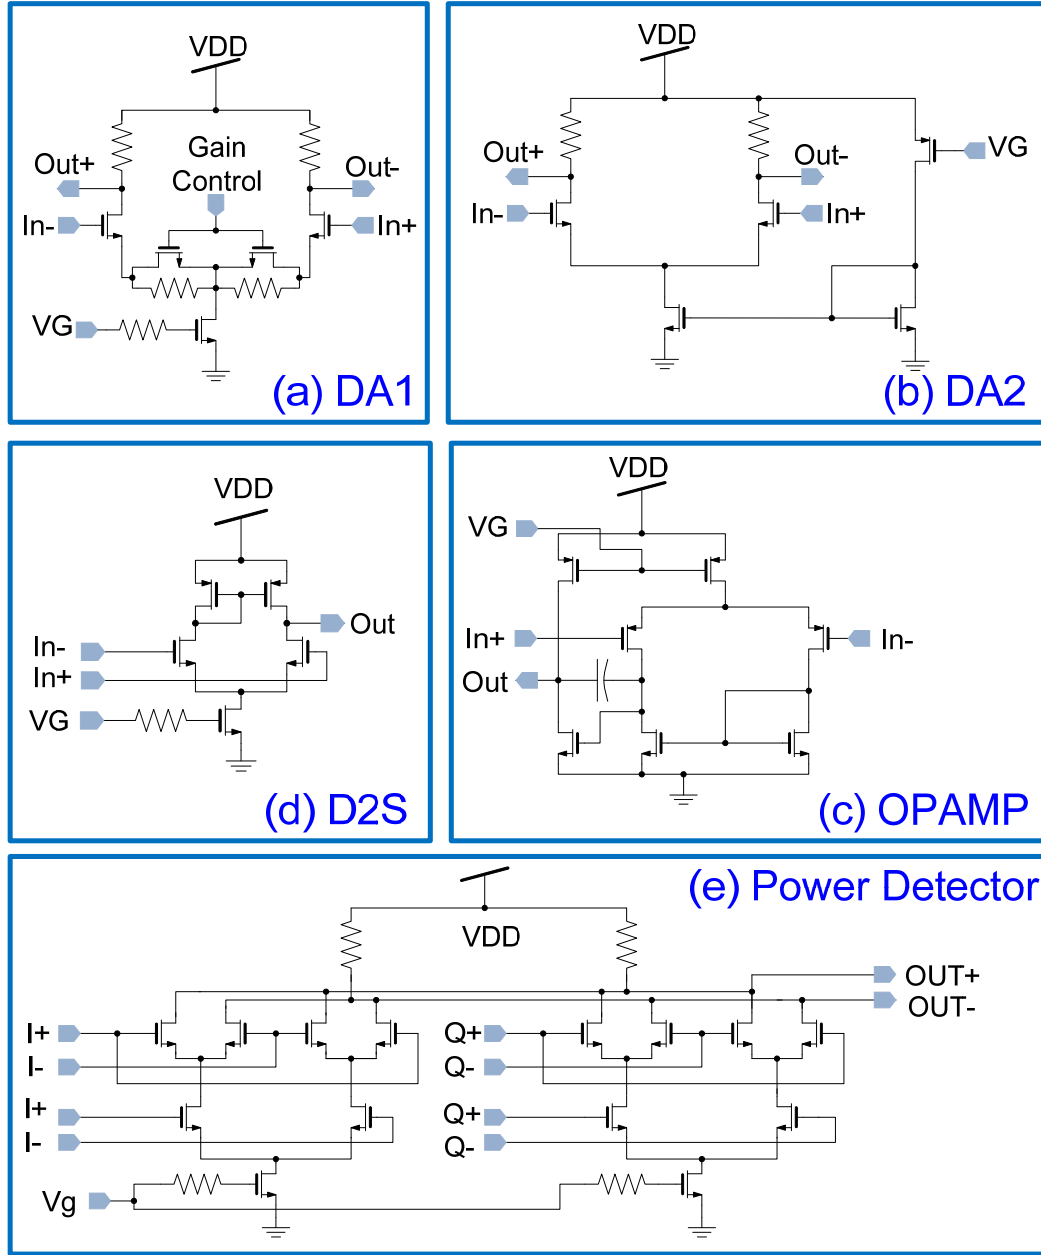 VDD
Out+
Gain
Control
Out-
In-
In+
VG
(a) DA1
VDD
Out+
Out-
VG
In-
In+
(b) DA2
VDD
Out
In-
In+
VG
(d) D2S
VDD
VG
In+
In-
Out
(c) OPAMP
(e) Power Detector
VDD
OUT+
OUT-
I+
I-
I+
I-
Q+
Q-
Q+
Q-
Vg